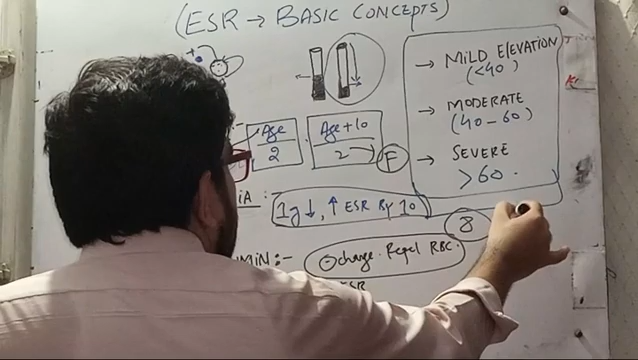 (ESR → BASIC CONCEPTS)
→ MILD ELEVATION
(<40)
→ MODERATE
(40-60)
→ SEVERE
>60.
Age
2
Age + 10
2
F
IA :-
1g ↓, ↑ ESR By 10
8
MIN :-
⊖ charge. Repel RBC.
ESR